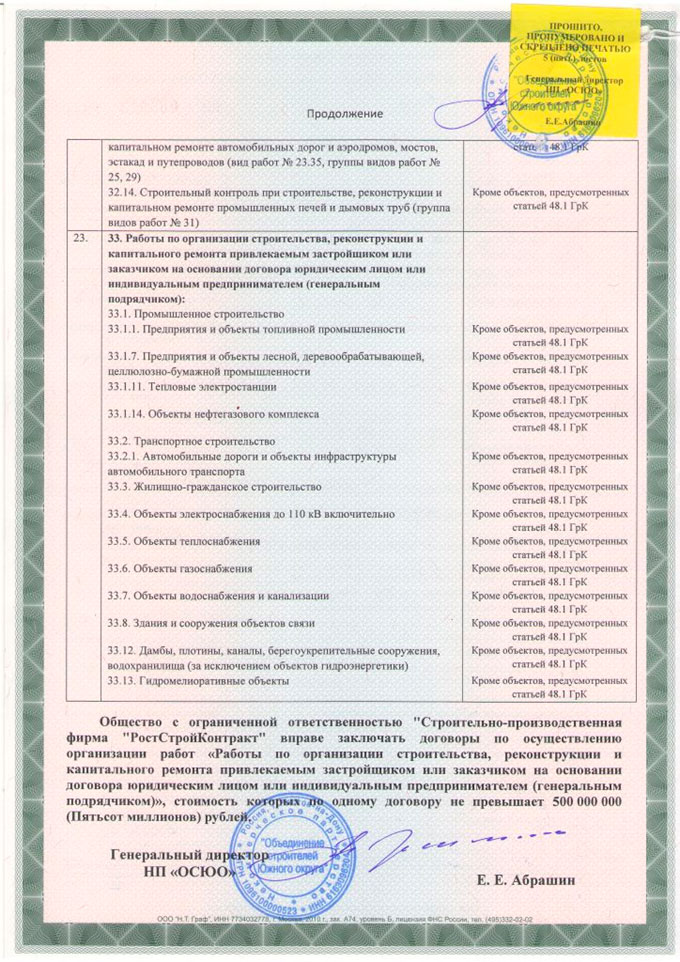 ПРОШИТО,
ПРОНУМЕРОВАНО И
СКРЕПЛЕНО ПЕЧАТЬЮ
5 (пять) листов
Генеральный директор
НП «ОСЮО»
Е.Е.Абрашин
"Объединение
строителей
Южного округа"
Продолжение
капитальном ремонте автомобильных дорог и аэродромов, мостов,
эстакад и путепроводов (вид работ № 23.35, группы видов работ №
25, 29)
48.1 ГрК
32.14. Строительный контроль при строительстве, реконструкции и
капитальном ремонте промышленных печей и дымовых труб (группа
видов работ № 31)
Кроме объектов, предусмотренных
статьей 48.1 ГрК
23.
33. Работы по организации строительства, реконструкции и
капитального ремонта привлекаемым застройщиком или
заказчиком на основании договора юридическим лицом или
индивидуальным предпринимателем (генеральным
подрядчиком):
33.1. Промышленное строительство
33.1.1. Предприятия и объекты топливной промышленности
Кроме объектов, предусмотренных
статьей 48.1 ГрК
33.1.7. Предприятия и объекты лесной, деревообрабатывающей,
целлюлозно-бумажной промышленности
Кроме объектов, предусмотренных
статьей 48.1 ГрК
33.1.11. Тепловые электростанции
Кроме объектов, предусмотренных
статьей 48.1 ГрК
33.1.14. Объекты нефтегазового комплекса
Кроме объектов, предусмотренных
статьей 48.1 ГрК
33.2. Транспортное строительство
33.2.1. Автомобильные дороги и объекты инфраструктуры
автомобильного транспорта
Кроме объектов, предусмотренных
статьей 48.1 ГрК
33.3. Жилищно-гражданское строительство
Кроме объектов, предусмотренных
статьей 48.1 ГрК
33.4. Объекты электроснабжения до 110 кВ включительно
Кроме объектов, предусмотренных
статьей 48.1 ГрК
33.5. Объекты теплоснабжения
Кроме объектов, предусмотренных
статьей 48.1 ГрК
33.6. Объекты газоснабжения
Кроме объектов, предусмотренных
статьей 48.1 ГрК
33.7. Объекты водоснабжения и канализации
Кроме объектов, предусмотренных
статьей 48.1 ГрК
33.8. Здания и сооружения объектов связи
Кроме объектов, предусмотренных
статьей 48.1 ГрК
33.12. Дамбы, плотины, каналы, берегоукрепительные сооружения,
водохранилища (за исключением объектов гидроэнергетики)
Кроме объектов, предусмотренных
статьей 48.1 ГрК
33.13. Гидромелиоративные объекты
Кроме объектов, предусмотренных
статьей 48.1 ГрК
Общество с ограниченной ответственностью "Строительно-производственная
фирма "РостСтройКонтракт" вправе заключать договоры по осуществлению
организации работ «Работы по организации строительства, реконструкции и
капитального ремонта привлекаемым застройщиком или заказчиком на основании
договора юридическим лицом или индивидуальным предпринимателем (генеральным
подрядчиком)», стоимость которых по одному договору не превышает 500 000 000
(Пятьсот миллионов) рублей.
Генеральный директор
НП «ОСЮО»
"Объединение
строителей
Южного округа"
Е. Е. Абрашин
ООО "Н.Т. Граф", ИНН 7734032778, г. Москва, 2010 г., зак. А74, уровень Б, лицензия ФНС России, тел. (495)332-02-02